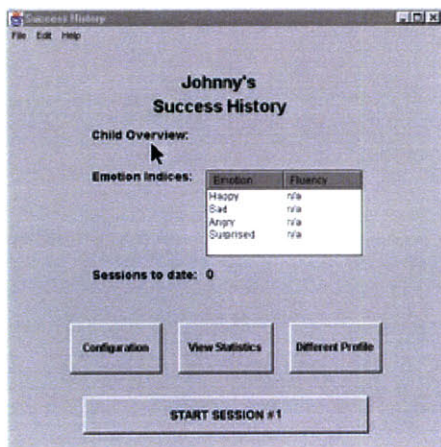 Success History
File Edit Help
Johnny's
Success History
Child Overview:
Emotion Indices:
Emotion Fluency
Happy n/a
Sad n/a
Angry n/a
Surprised n/a
Sessions to date: 0
Configuration View Statistics Different Profile
START SESSION #1